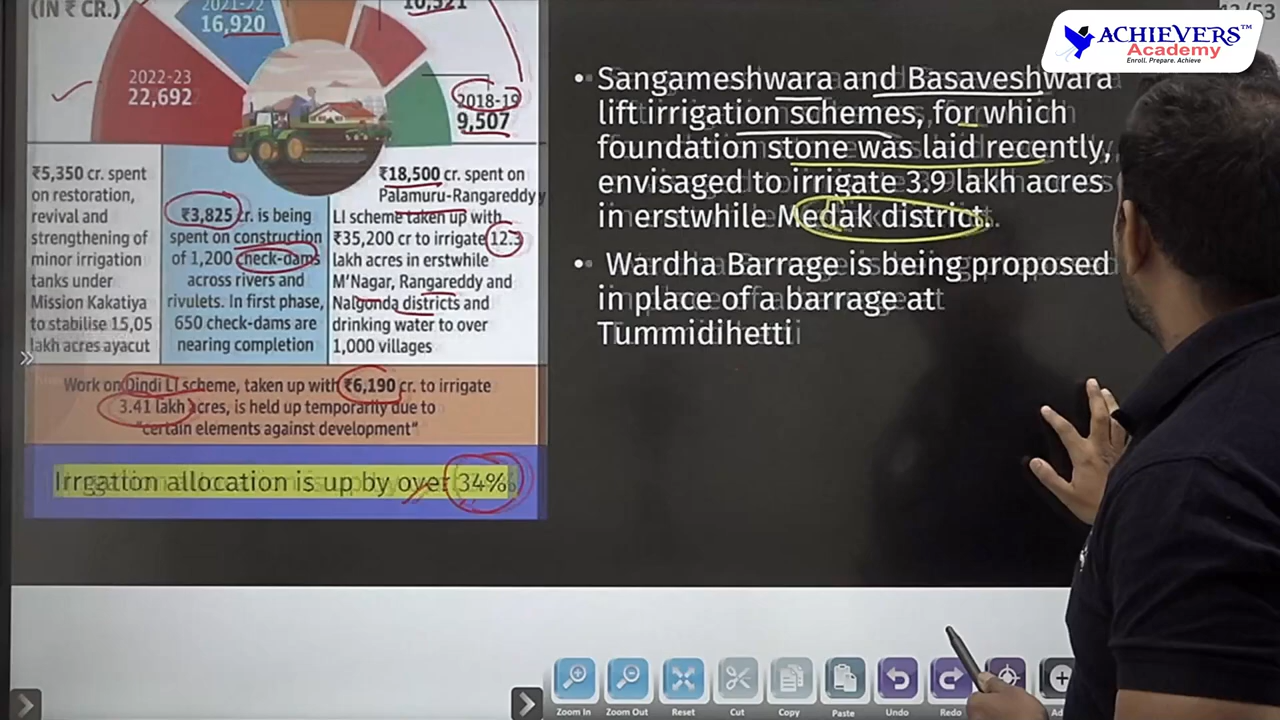 (IN ₹ CR.)
2021-22
16,920
10,321
2022-23
22,692
2018-19
9,507
₹5,350 cr. spent
on restoration,
revival and
strengthening of
minor irrigation
tanks under
Mission Kakatiya
to stabilise 15,05
lakh acres ayacut
₹3,825 cr. is being
spent on construction
of 1,200 check-dams
across rivers and
rivulets. In first phase,
650 check-dams are
nearing completion
₹18,500 cr. spent on
Palamuru-Rangareddy
LI scheme taken up with
₹35,200 cr to irrigate 12.3
lakh acres in erstwhile
M'Nagar, Rangareddy and
Nalgonda districts and
drinking water to over
1,000 villages
Work on Dindi LI scheme, taken up with ₹6,190 cr. to irrigate
3.41 lakh acres, is held up temporarily due to
"certain elements against development"
Irrgation allocation is up by over 34%
/53
ACHIEVERS™
Academy
Enroll. Prepare. Achieve
• Sangameshwara and Basaveshwara
lift irrigation schemes, for which
foundation stone was laid recently,
envisaged to irrigate 3.9 lakh acres
in erstwhile Medak district.
• Wardha Barrage is being proposed
in place of a barrage at
Tummidihetti
Zoom In
Zoom Out
Reset
Cut
Copy
Paste
Undo
Redo